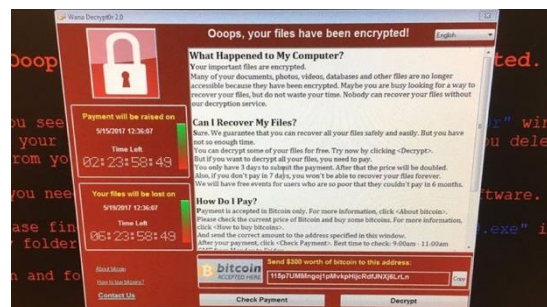 Wana Decrypt0r 2.0
Ooops, your files have been encrypted!
English
What Happened to My Computer?
Your important files are encrypted.
Many of your documents, photos, videos, databases and other files are no longer
accessible because they have been encrypted. Maybe you are busy looking for a way to
recover your files, but do not waste your time. Nobody can recover your files without
our decryption service.
Can I Recover My Files?
Sure. We guarantee that you can recover all your files safely and easily. But you have
not so enough time.
You can decrypt some of your files for free. Try now by clicking <Decrypt>.
But if you want to decrypt all your files, you need to pay.
You only have 3 days to submit the payment. After that the price will be doubled.
Also, if you don't pay in 7 days, you won't be able to recover your files forever.
We will have free events for users who are so poor that they couldn't pay in 6 months.
How Do I Pay?
Payment is accepted in Bitcoin only. For more information, click <About bitcoin>.
Please check the current price of Bitcoin and buy some bitcoins. For more information,
click <How to buy bitcoins>.
And send the correct amount to the address specified in this window.
After your payment, click <Check Payment>. Best time to check: 9:00am - 11:00am
GMT from Monday to Friday
Payment will be raised on
5/15/2017 12:36:07
Time Left
02:23:58:49
Your files will be lost on
5/19/2017 12:36:07
Time Left
06:23:58:49
About bitcoin
How to buy bitcoins?
Contact Us
bitcoin
ACCEPTED HERE
Send $300 worth of bitcoin to this address:
Copy
Check Payment
Decrypt
Ooop
ted.
ou see
your
rom yo
you nee
ase fin
folder
n and fo
win
u dele
tware.
.exe" i